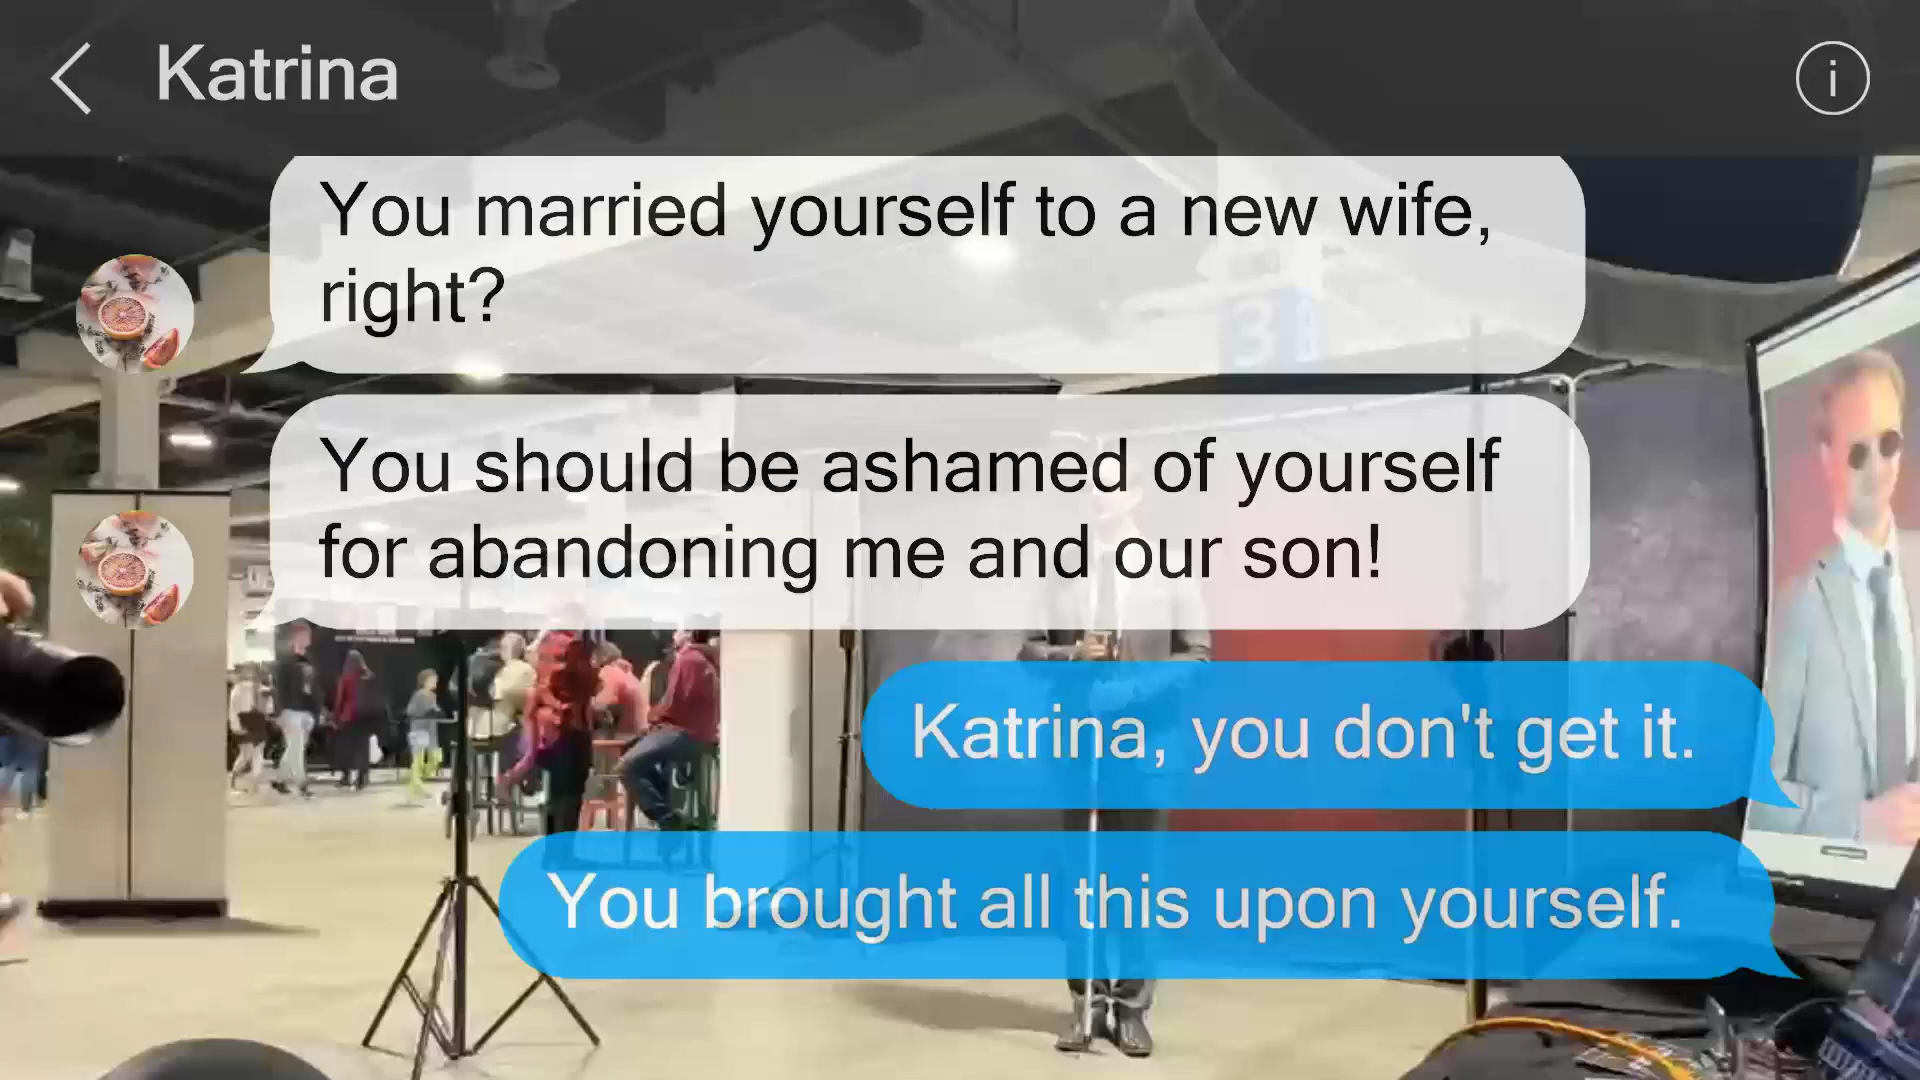 Katrina
i
You married yourself to a new wife,
right?
3
You should be ashamed of yourself
for abandoning me and our son!
Katrina, you don't get it.
You brought all this upon yourself.